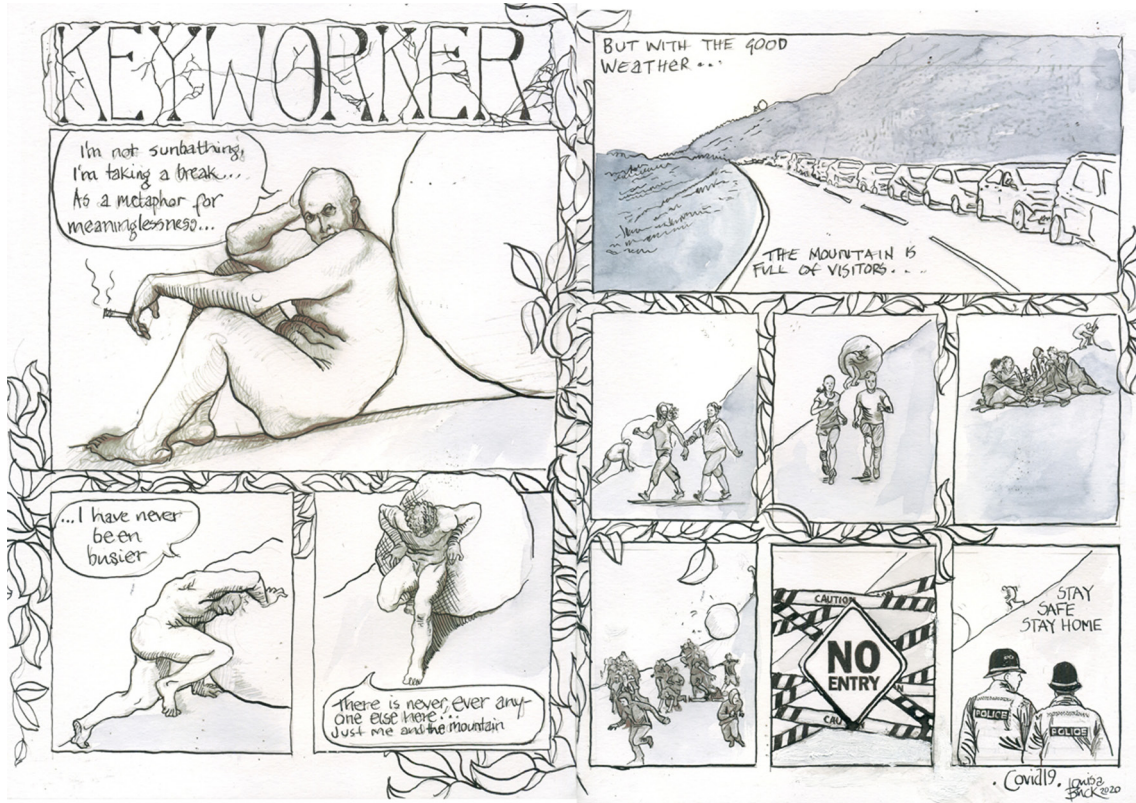 KEYWORKER
I'm not sunbathing,
I'm taking a break...
As a metaphor for
meaninglessness...
...I have never
been
busier
There is never, ever any-
one else here...
Just me and the mountain
BUT WITH THE GOOD
WEATHER...
THE MOUNTAIN IS
FULL OF VISITORS....
CAUTION
NO
ENTRY
CAU
STAY
SAFE
STAY HOME
POLICE
POLICE
. Covid19.
Louisa
Buck 2020